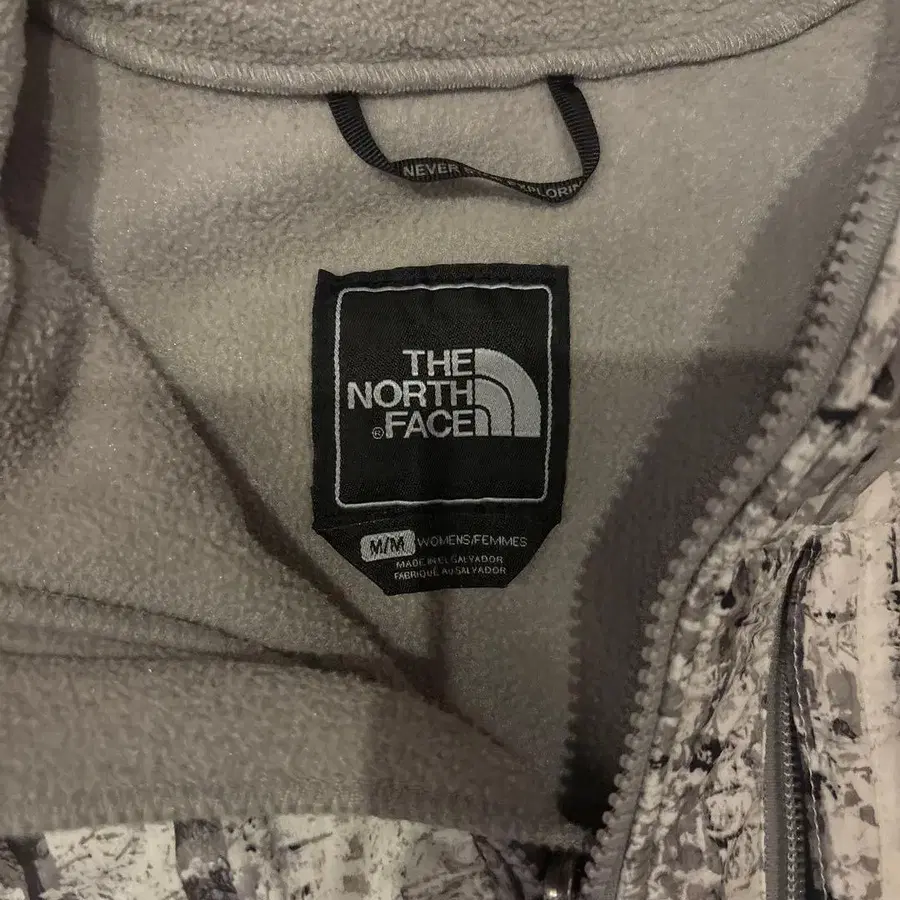 NEVER EXPLORING
THE
NORTH
®FACE
M/M WOMENS/FEMMES
MADE IN EL SALVADOR
FABRIQUÉ AU SALVADOR